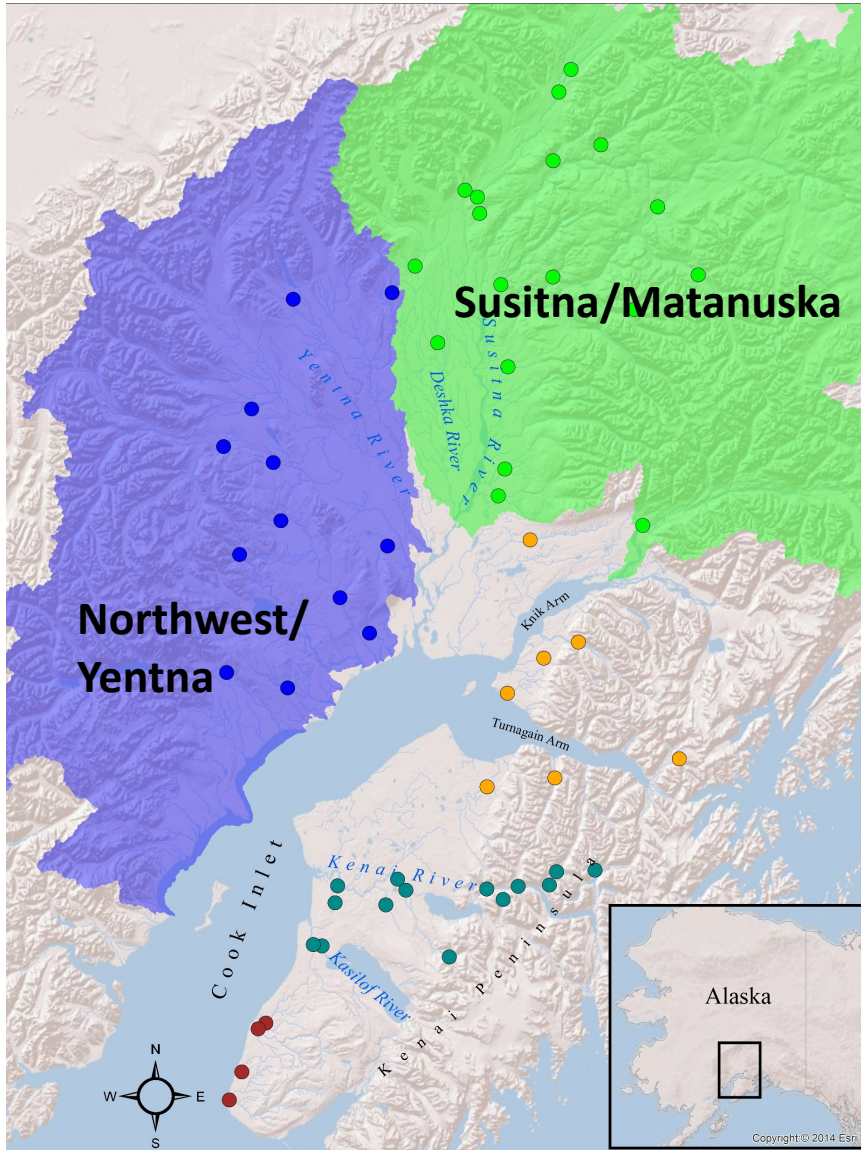 Susitna/Matanuska
Susitna River
Yentna River
Deshka River
Northwest/
Yentna
Knik Arm
Turnagain Arm
Kenai River
Cook Inlet
Kasilof River
Kenai Peninsula
Alaska
N
W
E
S
Copyright:© 2014 Esri